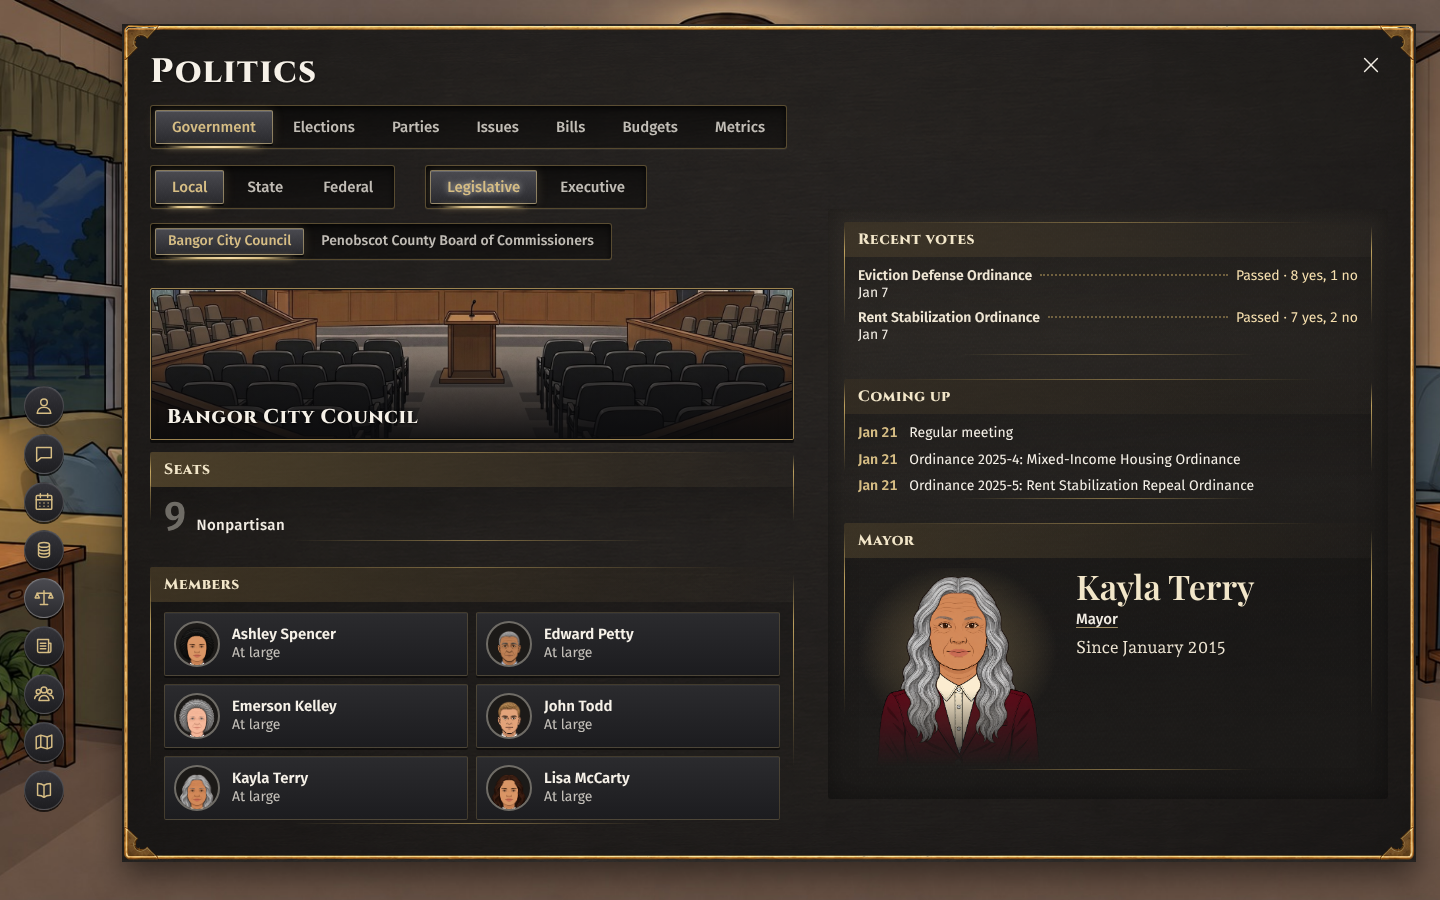 Politics
Government Elections Parties Issues Bills Budgets Metrics
Local State Federal Legislative Executive
Bangor City Council Penobscot County Board of Commissioners
Bangor City Council
Seats
9 Nonpartisan
Members
Ashley Spencer
At large
Edward Petty
At large
Emerson Kelley
At large
John Todd
At large
Kayla Terry
At large
Lisa McCarty
At large
Recent votes
Eviction Defense Ordinance Passed · 8 yes, 1 no
Jan 7
Rent Stabilization Ordinance Passed · 7 yes, 2 no
Jan 7
Coming up
Jan 21 Regular meeting
Jan 21 Ordinance 2025-4: Mixed-Income Housing Ordinance
Jan 21 Ordinance 2025-5: Rent Stabilization Repeal Ordinance
Mayor
Kayla Terry
Mayor
Since January 2015